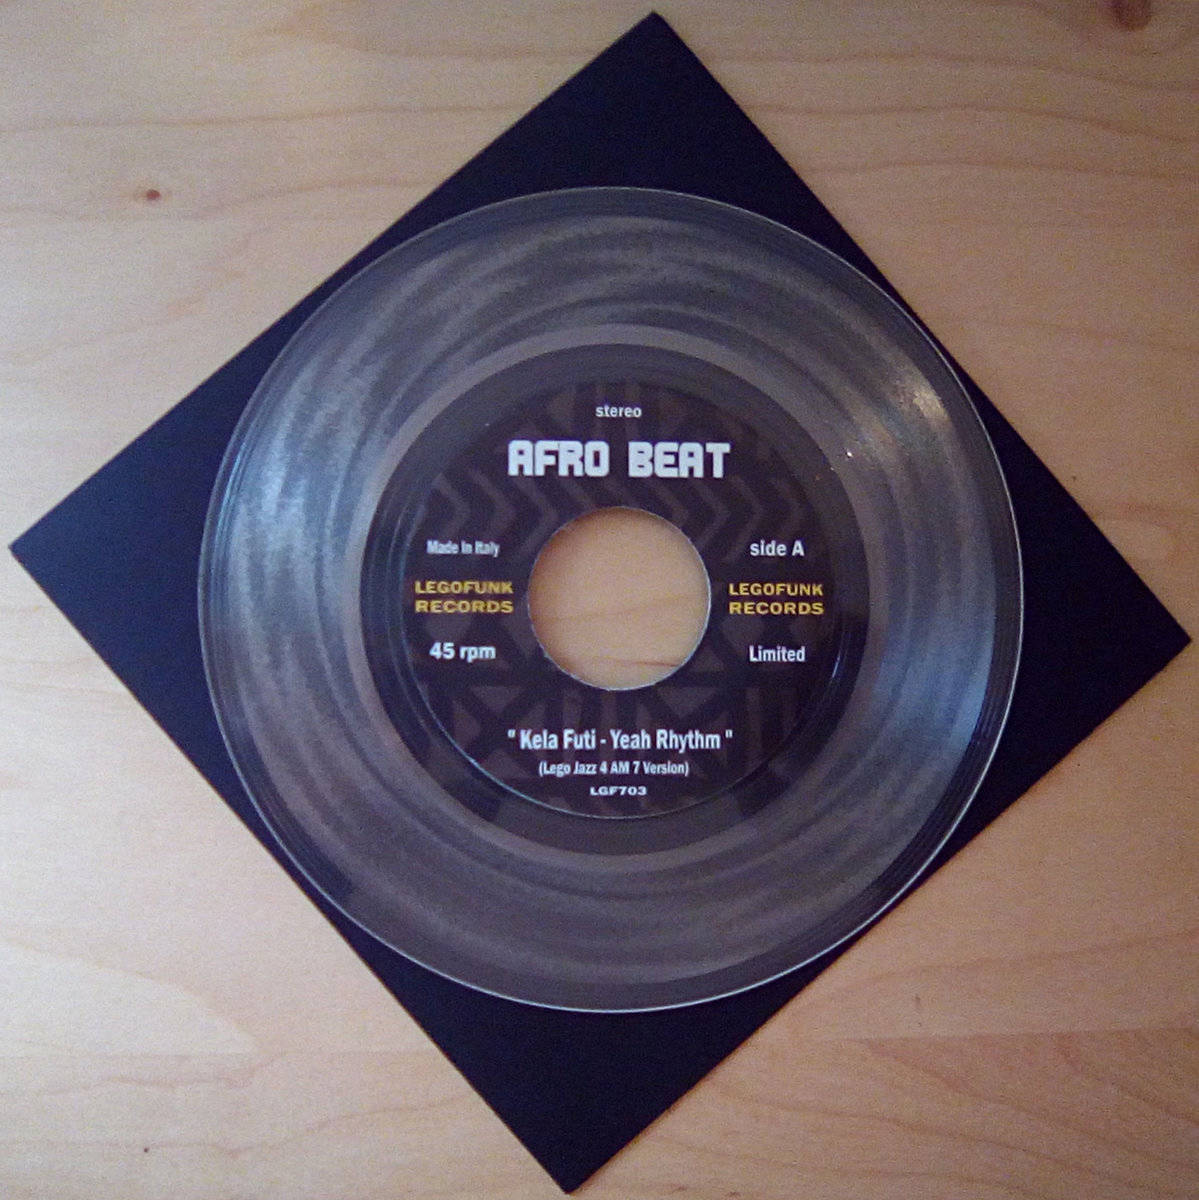 stereo
AFRO BEAT
Made In Italy
side A
LEGOFUNK
RECORDS
LEGOFUNK
RECORDS
45 rpm
Limited
" Kela Futi - Yeah Rhythm "
(Lego Jazz 4 AM 7 Version)
LGF703